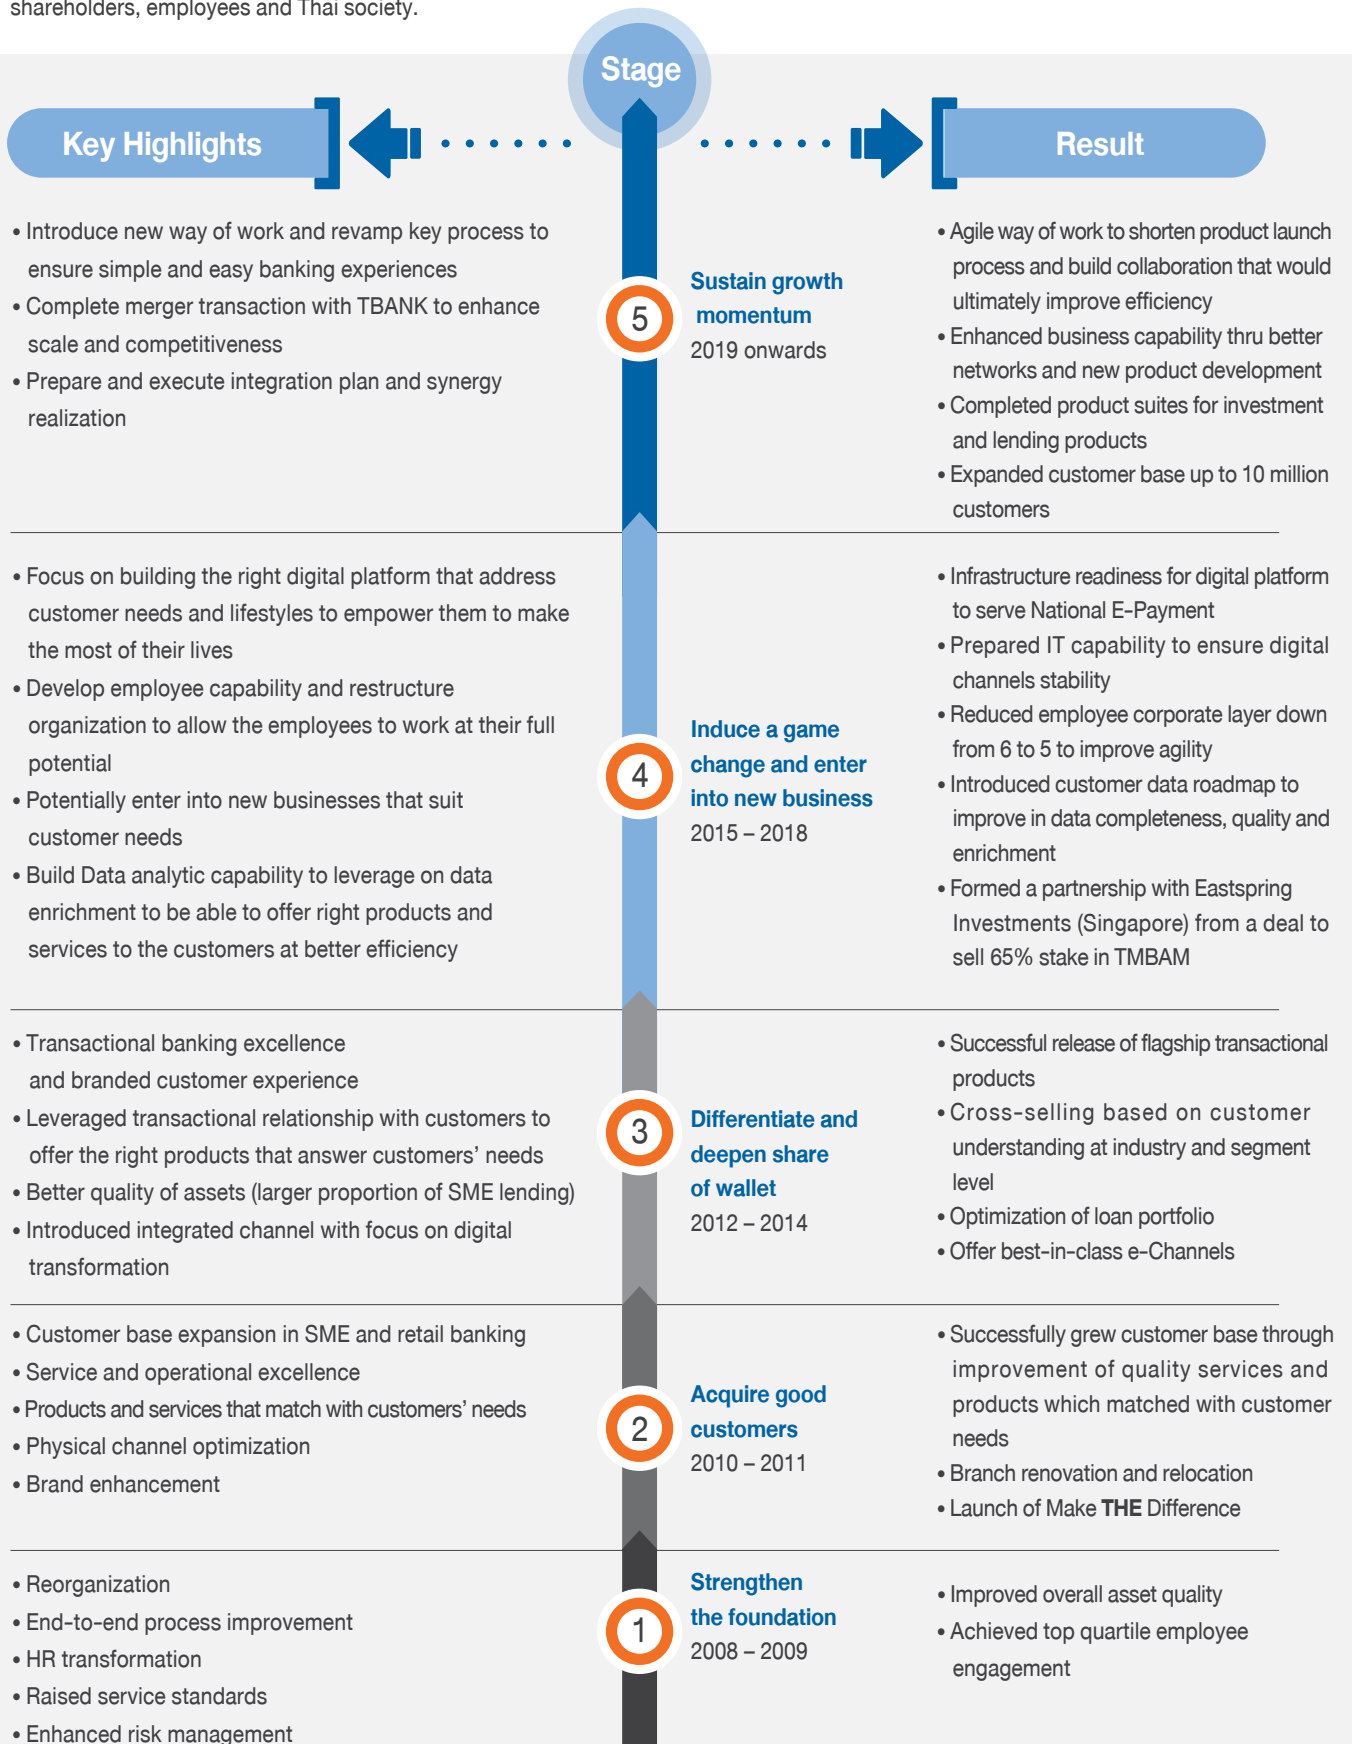 shareholders, employees and Thai society.
Stage
Key Highlights
Result
• Introduce new way of work and revamp key process to
ensure simple and easy banking experiences
• Complete merger transaction with TBANK to enhance
scale and competitiveness
• Prepare and execute integration plan and synergy
realization
5
Sustain growth
momentum
2019 onwards
• Agile way of work to shorten product launch
process and build collaboration that would
ultimately improve efficiency
• Enhanced business capability thru better
networks and new product development
• Completed product suites for investment
and lending products
• Expanded customer base up to 10 million
customers
• Focus on building the right digital platform that address
customer needs and lifestyles to empower them to make
the most of their lives
• Develop employee capability and restructure
organization to allow the employees to work at their full
potential
• Potentially enter into new businesses that suit
customer needs
• Build Data analytic capability to leverage on data
enrichment to be able to offer right products and
services to the customers at better efficiency
4
Induce a game
change and enter
into new business
2015 – 2018
• Infrastructure readiness for digital platform
to serve National E-Payment
• Prepared IT capability to ensure digital
channels stability
• Reduced employee corporate layer down
from 6 to 5 to improve agility
• Introduced customer data roadmap to
improve in data completeness, quality and
enrichment
• Formed a partnership with Eastspring
Investments (Singapore) from a deal to
sell 65% stake in TMBAM
• Transactional banking excellence
and branded customer experience
• Leveraged transactional relationship with customers to
offer the right products that answer customers' needs
• Better quality of assets (larger proportion of SME lending)
• Introduced integrated channel with focus on digital
transformation
3
Differentiate and
deepen share
of wallet
2012 – 2014
• Successful release of flagship transactional
products
• Cross-selling based on customer
understanding at industry and segment
level
• Optimization of loan portfolio
• Offer best-in-class e-Channels
• Customer base expansion in SME and retail banking
• Service and operational excellence
• Products and services that match with customers' needs
• Physical channel optimization
• Brand enhancement
2
Acquire good
customers
2010 – 2011
• Successfully grew customer base through
improvement of quality services and
products which matched with customer
needs
• Branch renovation and relocation
• Launch of Make THE Difference
• Reorganization
• End-to-end process improvement
• HR transformation
• Raised service standards
• Enhanced risk management
1
Strengthen
the foundation
2008 – 2009
• Improved overall asset quality
• Achieved top quartile employee
engagement